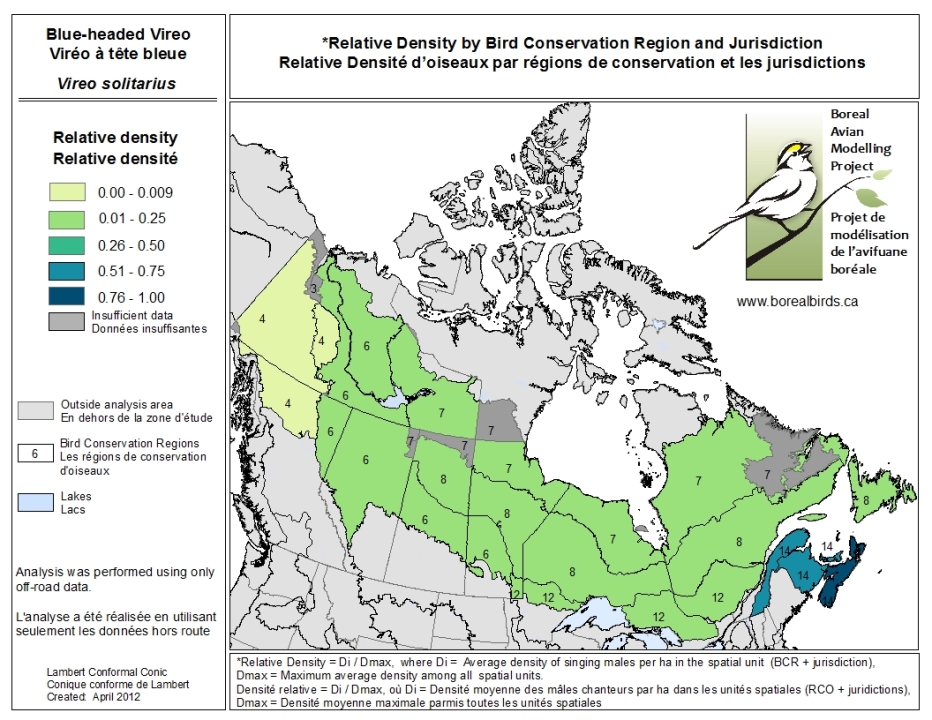 Blue-headed Vireo
Viréo à tête bleue
Vireo solitarius
*Relative Density by Bird Conservation Region and Jurisdiction
Relative Densité d'oiseaux par régions de conservation et les jurisdictions
Relative density
Relative densité
0.00 - 0.009
0.01 - 0.25
0.26 - 0.50
0.51 - 0.75
0.76 - 1.00
Insufficient data
Données insuffisantes
Outside analysis area
En dehors de la zone d'étude
6
Bird Conservation Regions
Les régions de conservation
d'oiseaux
Lakes
Lacs
Analysis was performed using only
off-road data.
L'analyse a été réalisée en utilisant
seulement les données hors route
Lambert Conformal Conic
Conique conforme de Lambert
Created: April 2012
Boreal
Avian
Modelling
Project
Projet de
modélisation
de l'avifuane
boréale
www.borealbirds.ca
3
4
4
6
4
6
7
7
6
7
7
6
8
7
7
7
8
8
6
4
7
8
6
8
14
14
14
2
12
12
12
*Relative Density = Di / Dmax, where Di = Average density of singing males per ha in the spatial unit (BCR + jurisdiction),
Dmax = Maximum average density among all spatial units.
Densité relative = Di / Dmax, où Di = Densité moyenne des mâles chanteurs par ha dans les unités spatiales (RCO + juridictions),
Dmax = Densité moyenne maximale parmis toutes les unités spatiales